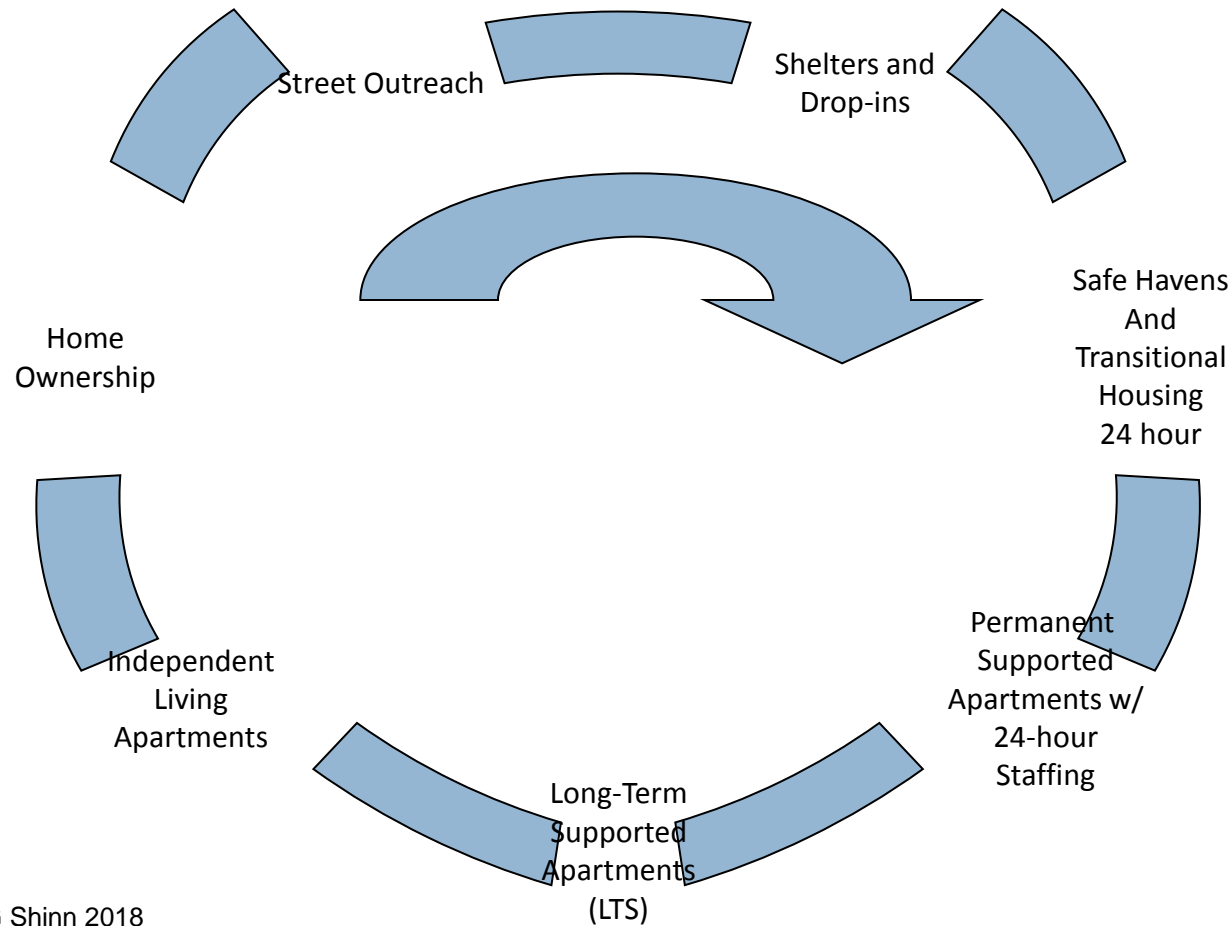 Street Outreach
Shelters and
Drop-ins
Safe Havens
And
Transitional
Housing
24 hour
Permanent
Supported
Apartments w/
24-hour
Staffing
Long-Term
Supported
Apartments
(LTS)
Independent
Living
Apartments
Home
Ownership
Shinn 2018